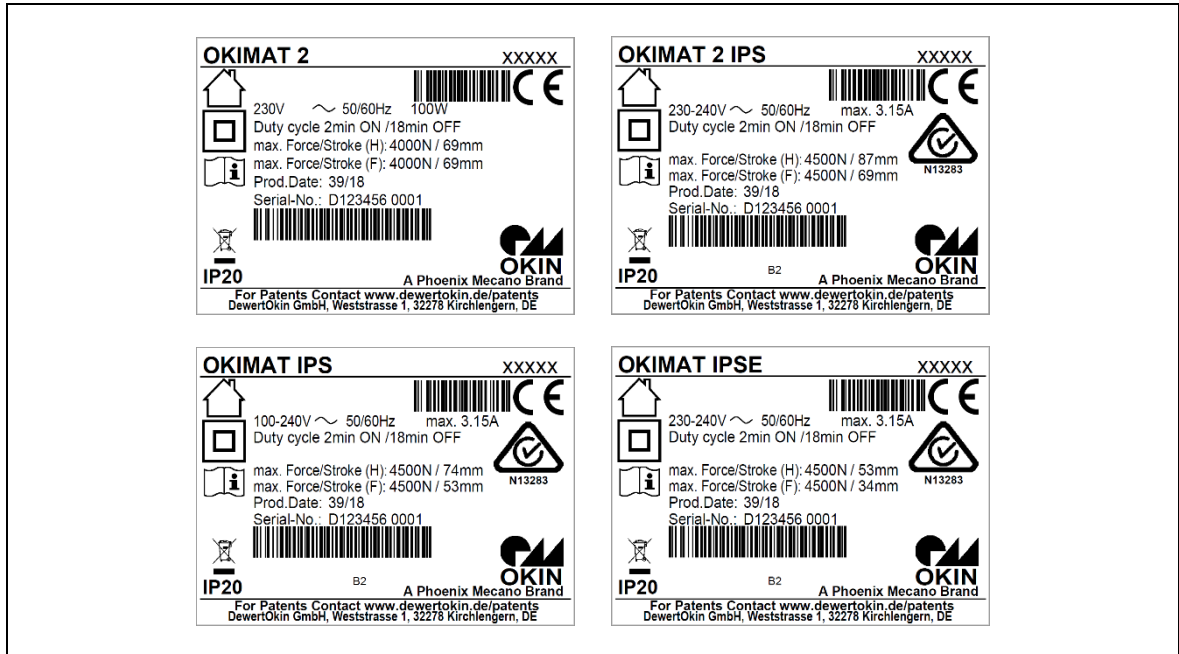 OKIMAT 2 XXXXX
CE
230V ~ 50/60Hz 100W
Duty cycle 2min ON /18min OFF
max. Force/Stroke (H): 4000N / 69mm
max. Force/Stroke (F): 4000N / 69mm
Prod.Date: 39/18
Serial-No.: D123456 0001
i
OKIN
IP20 A Phoenix Mecano Brand
For Patents Contact www.dewertokin.de/patents
DewertOkin GmbH, Weststrasse 1, 32278 Kirchlengern, DE
OKIMAT 2 IPS XXXXX
CE
230-240V ~ 50/60Hz max. 3.15A
Duty cycle 2min ON /18min OFF
max. Force/Stroke (H): 4500N / 87mm
max. Force/Stroke (F): 4500N / 69mm
N13283
Prod.Date: 39/18
Serial-No.: D123456 0001
i
B2
OKIN
IP20 A Phoenix Mecano Brand
For Patents Contact www.dewertokin.de/patents
DewertOkin GmbH, Weststrasse 1, 32278 Kirchlengern, DE
OKIMAT IPS XXXXX
CE
100-240V ~ 50/60Hz max. 3.15A
Duty cycle 2min ON /18min OFF
max. Force/Stroke (H): 4500N / 74mm
max. Force/Stroke (F): 4500N / 53mm
N13283
Prod.Date: 39/18
Serial-No.: D123456 0001
i
B2
OKIN
IP20 A Phoenix Mecano Brand
For Patents Contact www.dewertokin.de/patents
DewertOkin GmbH, Weststrasse 1, 32278 Kirchlengern, DE
OKIMAT IPSE XXXXX
CE
230-240V ~ 50/60Hz max. 3.15A
Duty cycle 2min ON /18min OFF
max. Force/Stroke (H): 4500N / 53mm
max. Force/Stroke (F): 4500N / 34mm
N13283
Prod.Date: 39/18
Serial-No.: D123456 0001
i
B2
OKIN
IP20 A Phoenix Mecano Brand
For Patents Contact www.dewertokin.de/patents
DewertOkin GmbH, Weststrasse 1, 32278 Kirchlengern, DE